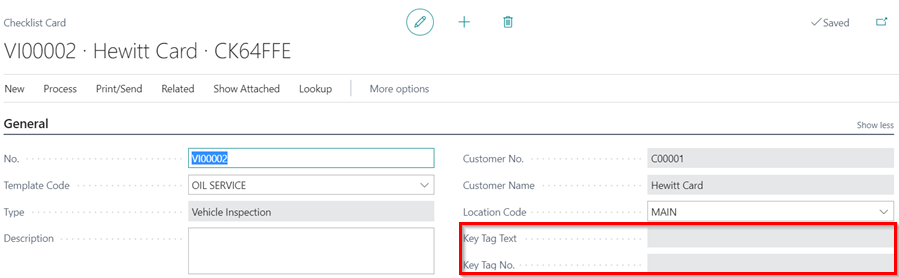 Checklist Card
Saved
VI00002 · Hewitt Card · CK64FFE
New Process Print/Send Related Show Attached Lookup More options
General
Show less
No. VI00002
Customer No. C00001
Template Code OIL SERVICE
Customer Name Hewitt Card
Type Vehicle Inspection
Location Code MAIN
Description
Key Tag Text
Key Tag No.